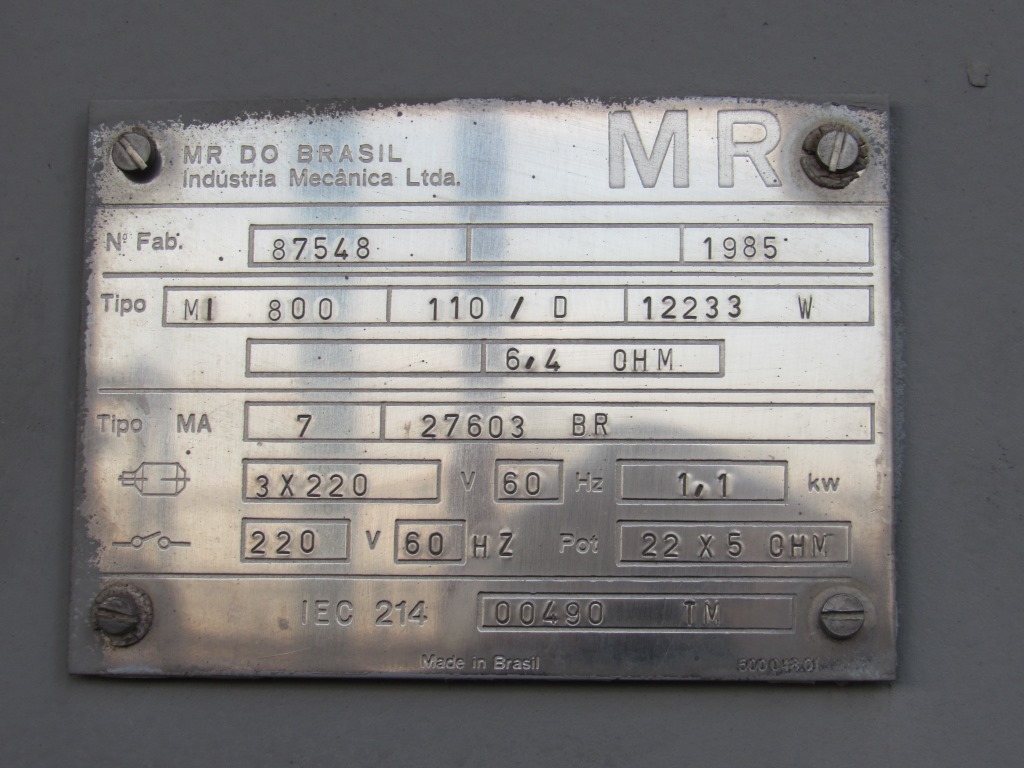 MR DO BRASIL
Indústria Mecânica Ltda.
MR
Nº Fab. 87548 1985
Tipo MI 800 110 / D 12233 W
6,4 OHM
Tipo MA 7 27603 BR
3X220 V 60 Hz 1,1 kw
220 V 60 HZ Pot 22 X 5 OHM
IEC 214 00490 TM
Made in Brasil